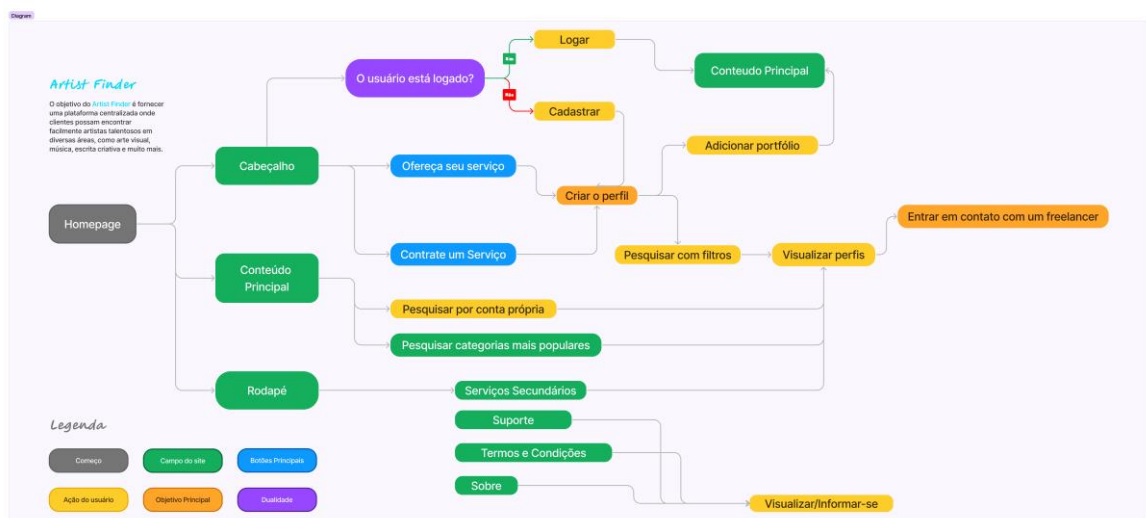 Diagram
Artist Finder
O objetivo do Artist Finder é fornecer
uma plataforma centralizada onde
clientes possam encontrar
facilmente artistas talentosos em
diversas áreas, como arte visual,
música, escrita criativa e muito mais.
O usuário está logado?
Sim
Não
Logar
Cadastrar
Conteudo Principal
Adicionar portfólio
Cabeçalho
Ofereça seu serviço
Criar o perfil
Homepage
Entrar em contato com um freelancer
Contrate um Serviço
Pesquisar com filtros
Visualizar perfis
Conteúdo
Principal
Pesquisar por conta própria
Pesquisar categorias mais populares
Rodapé
Serviços Secundários
Suporte
Termos e Condições
Sobre
Visualizar/Informar-se
Legenda
Começo
Campo do site
Botões Principais
Ação do usuário
Objetivo Principal
Dualidade